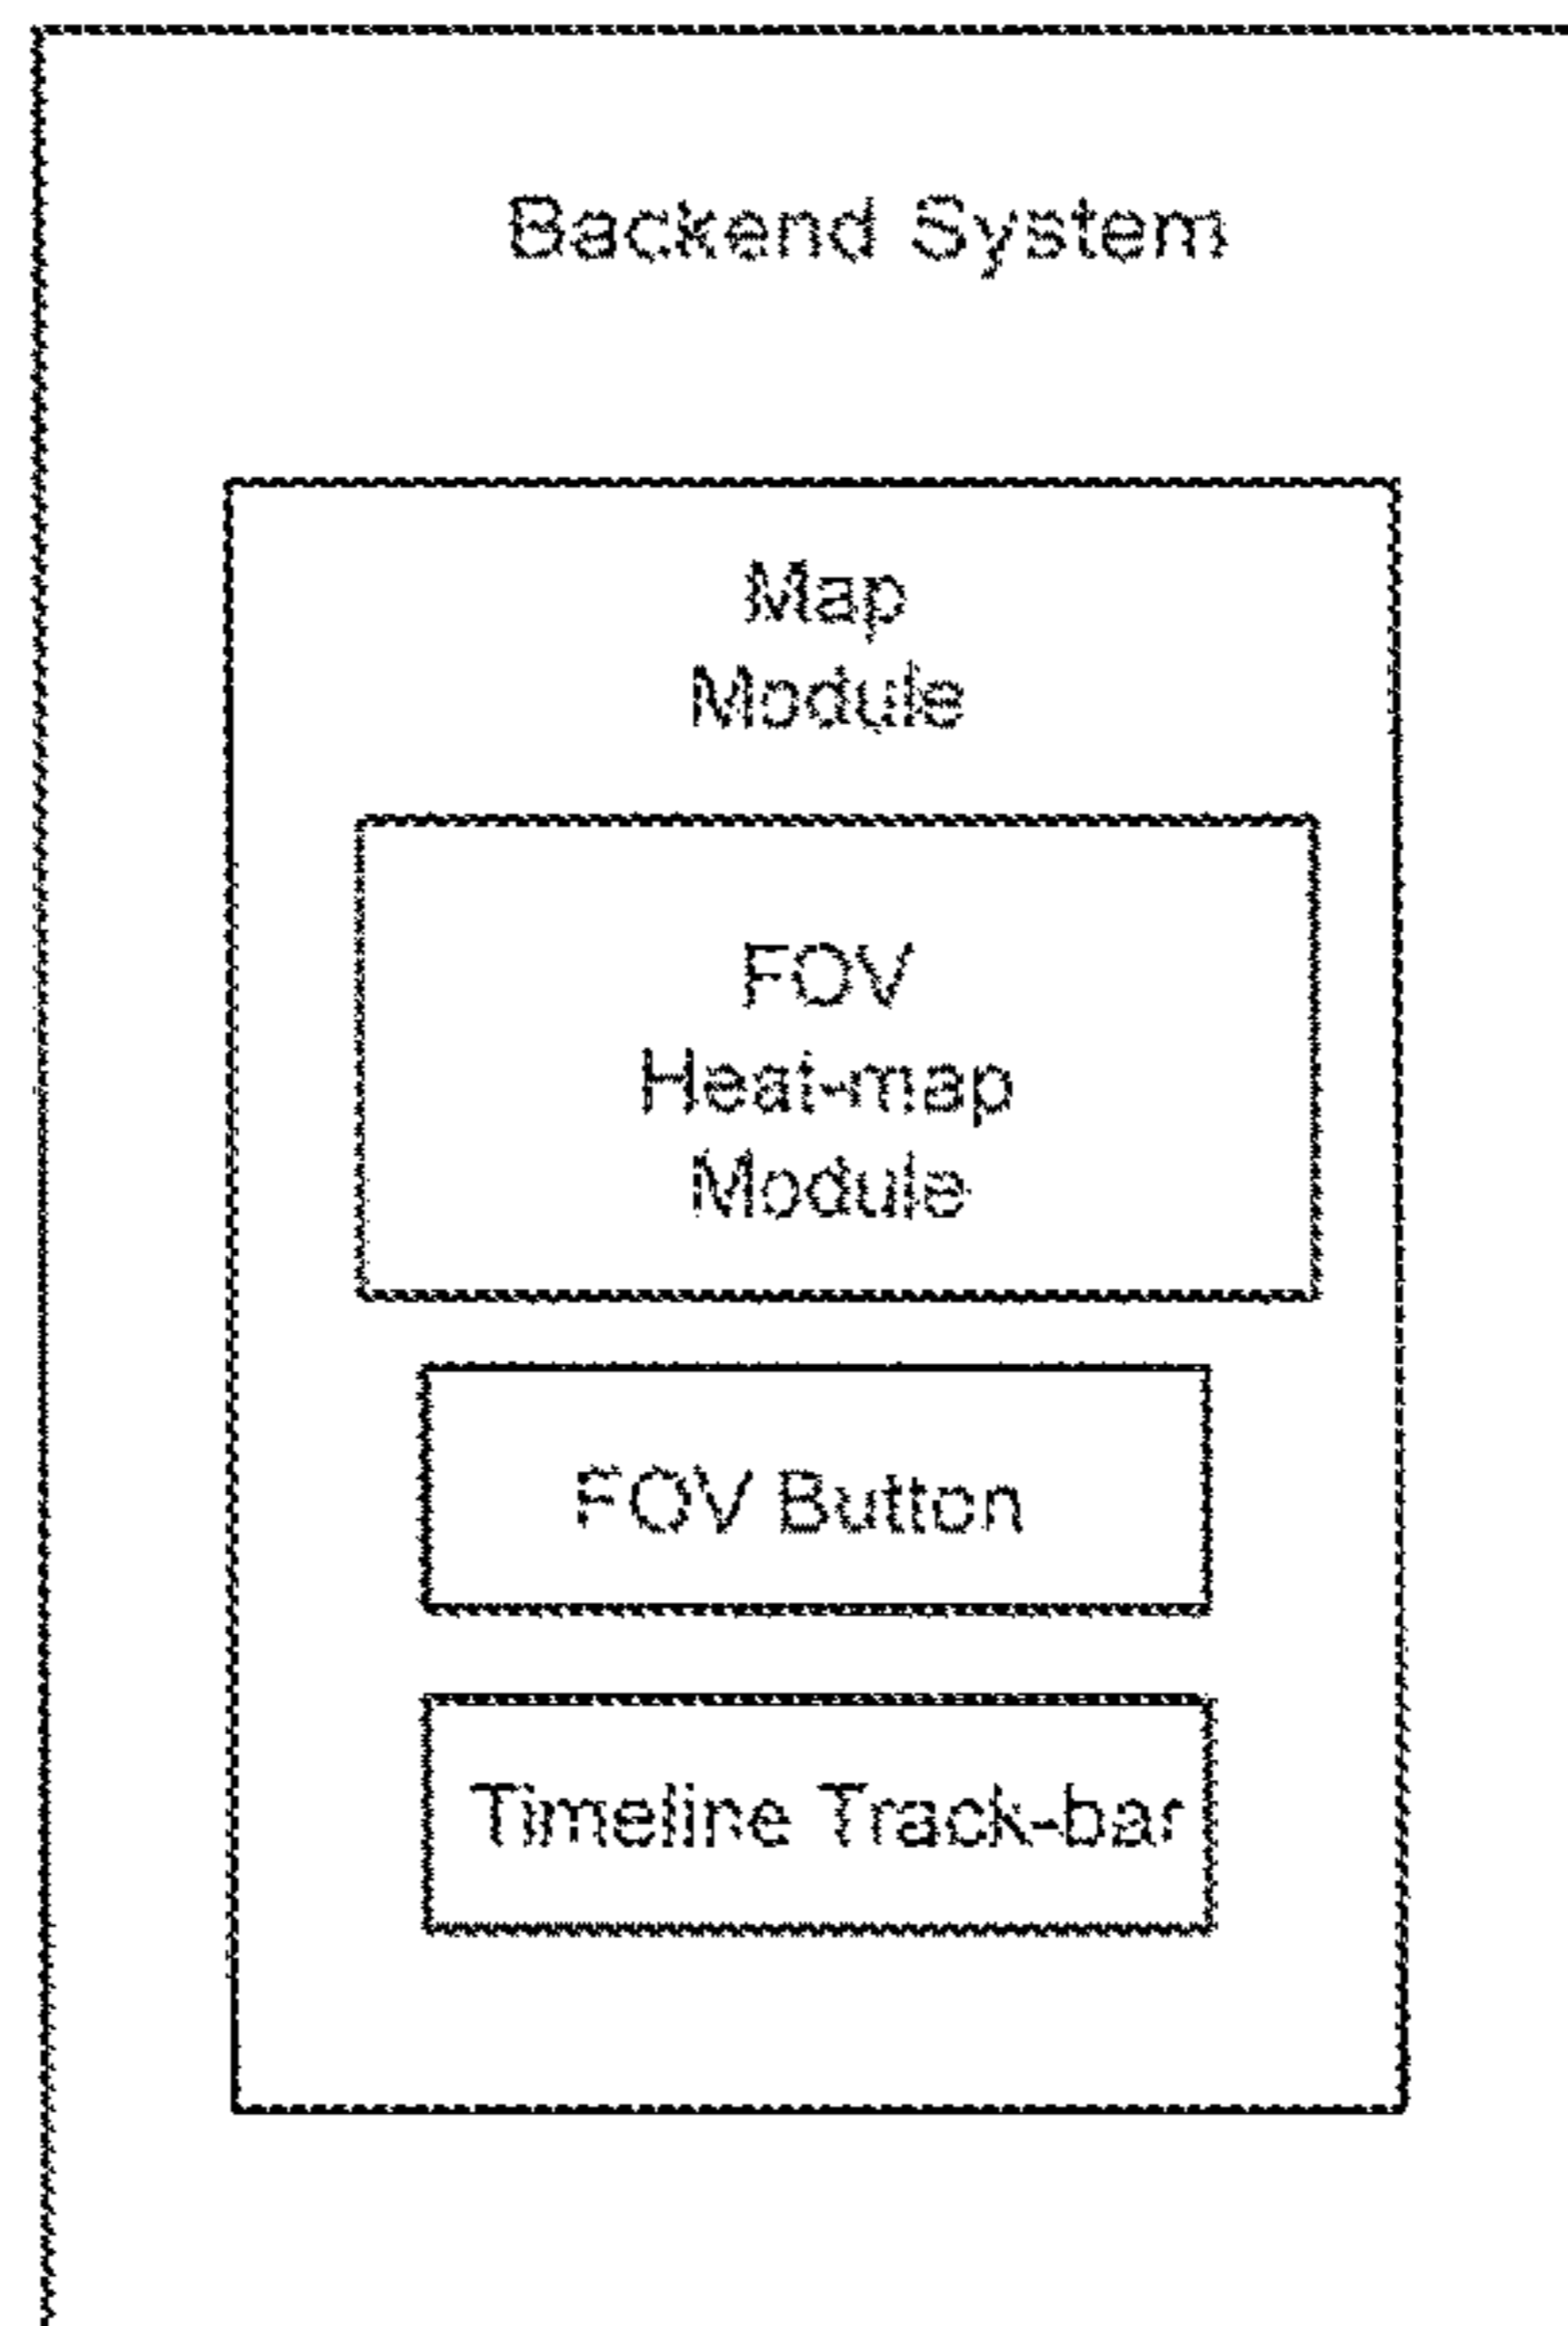 Backend System
Map
Module
FOV
Heat-map
Module
FOV Button
Timeline Track-bar